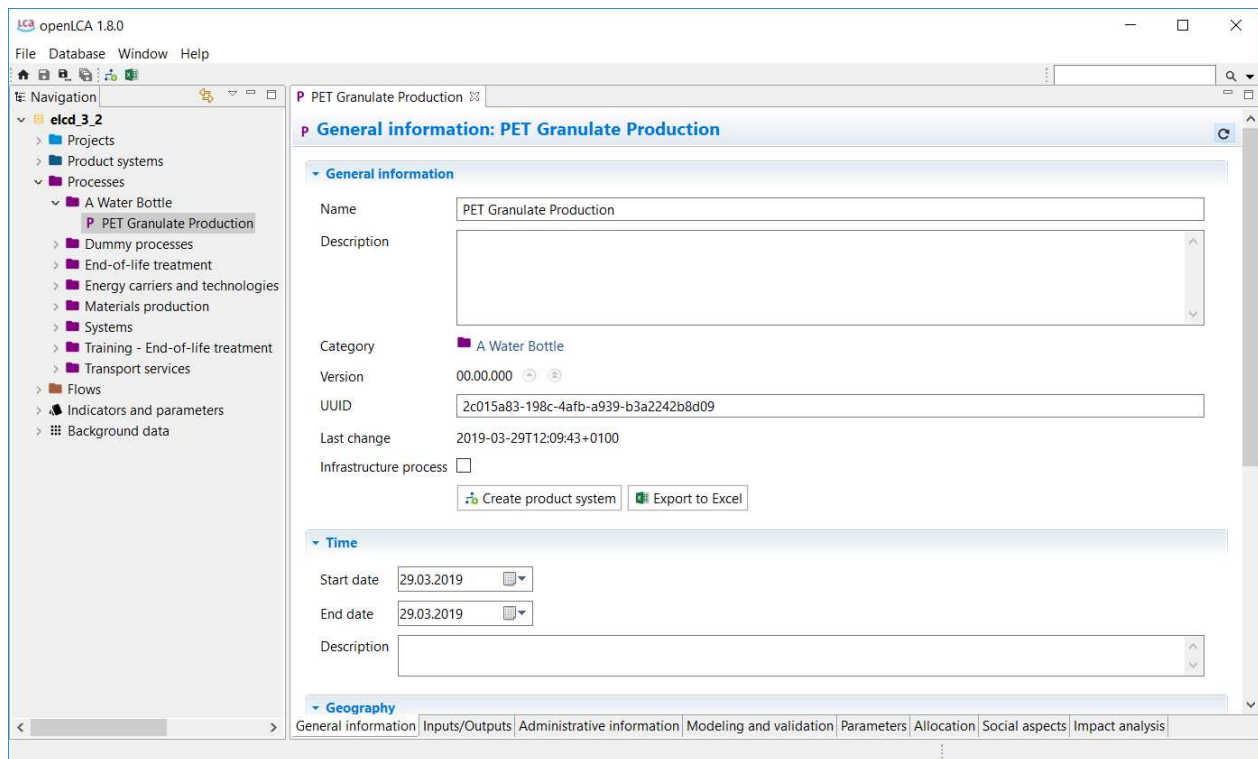 LCa openLCA 1.8.0
File Database Window Help
Navigation
elcd_3_2
Projects
Product systems
Processes
A Water Bottle
P PET Granulate Production
Dummy processes
End-of-life treatment
Energy carriers and technologies
Materials production
Systems
Training - End-of-life treatment
Transport services
Flows
Indicators and parameters
Background data
P PET Granulate Production
P General information: PET Granulate Production
General information
Name PET Granulate Production
Description
Category A Water Bottle
Version 00.00.000
UUID 2c015a83-198c-4afb-a939-b3a2242b8d09
Last change 2019-03-29T12:09:43+0100
Infrastructure process
Create product system Export to Excel
Time
Start date 29.03.2019
End date 29.03.2019
Description
Geography
General information Inputs/Outputs Administrative information Modeling and validation Parameters Allocation Social aspects Impact analysis